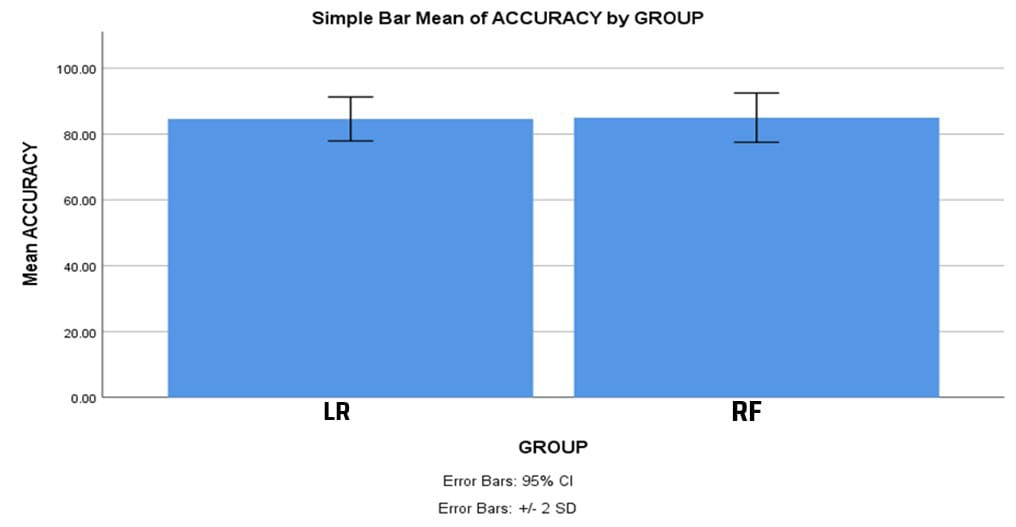 Simple Bar Mean of ACCURACY by GROUP
Mean ACCURACY
100.00
80.00
60.00
40.00
20.00
0.00
LR
RF
GROUP
Error Bars: 95% CI
Error Bars: +/- 2 SD